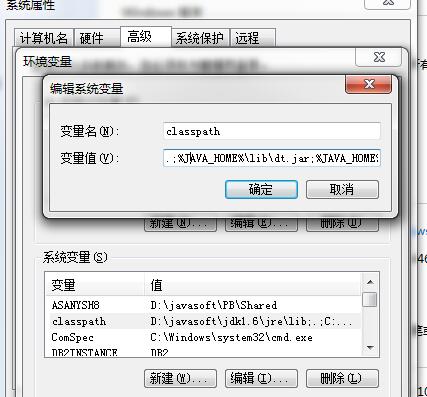 系统属性
Windows 版本
计算机名 硬件 高级 系统保护 远程
环境变量
编辑系统变量
变量名(N): classpath
变量值(V): .;%JAVA_HOME%\lib\dt.jar;%JAVA_HOME%
确定 取消
新建(N)... 编辑(E)... 删除(D)
系统变量(S)
变量 值
ASANYSH8 D:\javasoft\PB\Shared
classpath D:\javasoft\jdk1.6\jre\lib;.;C:...
ComSpec C:\Windows\system32\cmd.exe
DB2INSTANCE DB2
新建(W)... 编辑(I)... 删除(L)